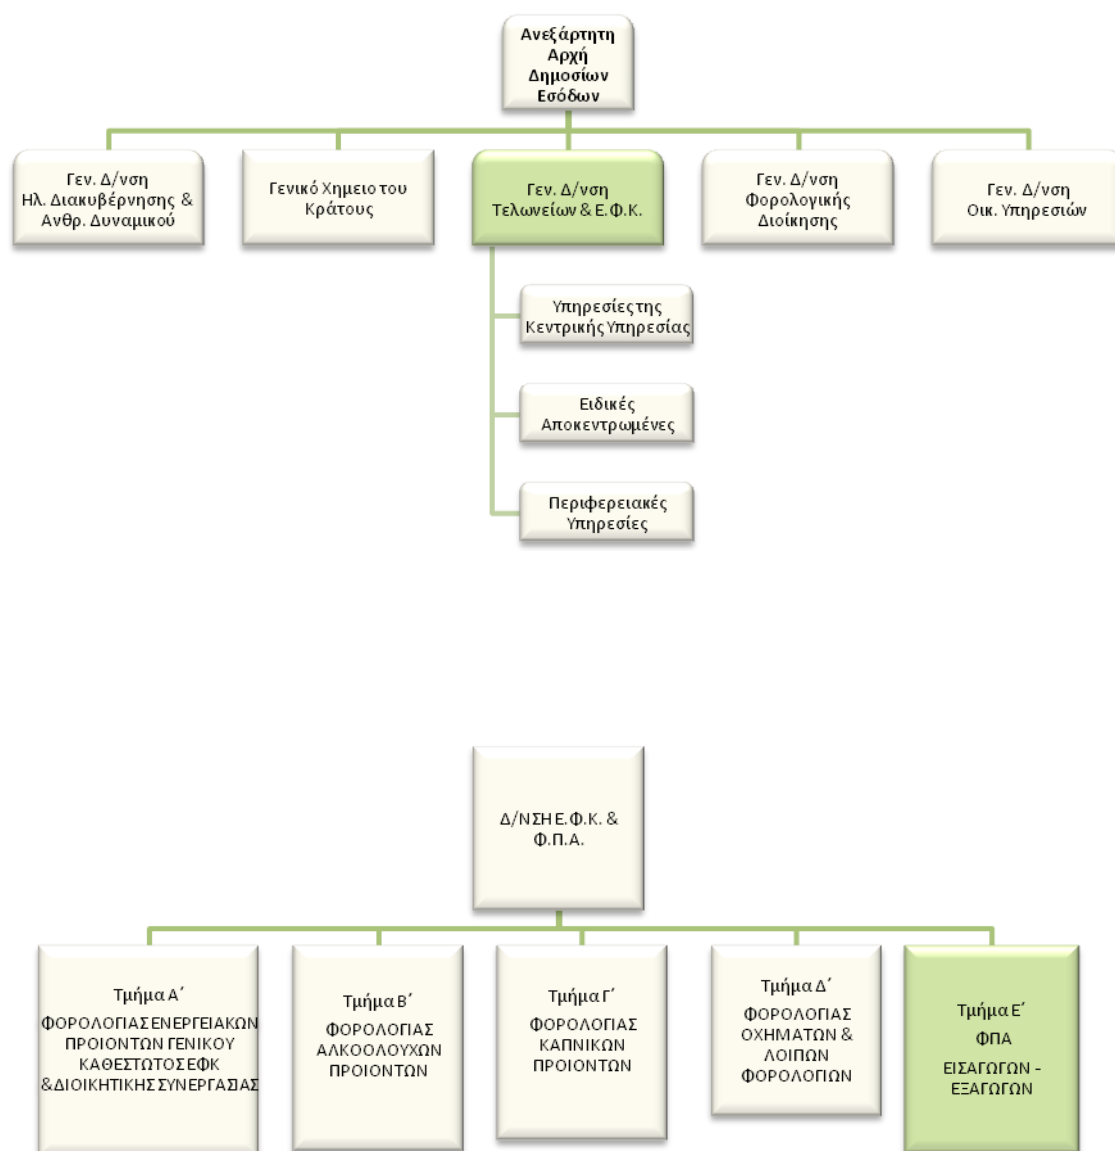 Ανεξάρτητη
Αρχή
Δημοσίων
Εσόδων
Γεν. Δ/νση
Ηλ. Διακυβέρνησης &
Ανθρ. Δυναμικού
Γενικό Χημειο του
Κράτους
Γεν. Δ/νση
Τελωνείων & Ε.Φ.Κ.
Γεν. Δ/νση
Φορολογικής
Διοίκησης
Γεν. Δ/νση
Οικ. Υπηρεσιών
Υπηρεσίες της
Κεντρικής Υπηρεσίας
Ειδικές
Αποκεντρωμένες
Περιφερειακές
Υπηρεσίες
Δ/ΝΣΗ Ε.Φ.Κ. &
Φ.Π.Α.
Τμήμα Α΄
ΦΟΡΟΛΟΓΙΑΣ ΕΝΕΡΓΕΙΑΚΩΝ
ΠΡΟΙΟΝΤΩΝ ΓΕΝΙΚΟΥ
ΚΑΘΕΣΤΩΤΟΣ ΕΦΚ
& ΔΙΟΙΚΗΤΙΚΗΣ ΣΥΝΕΡΓΑΣΙΑΣ
Τμήμα Β΄
ΦΟΡΟΛΟΓΙΑΣ
ΑΛΚΟΟΛΟΥΧΩΝ
ΠΡΟΙΟΝΤΩΝ
Τμήμα Γ΄
ΦΟΡΟΛΟΓΙΑΣ
ΚΑΠΝΙΚΩΝ
ΠΡΟΙΟΝΤΩΝ
Τμήμα Δ΄
ΦΟΡΟΛΟΓΙΑΣ
ΟΧΗΜΑΤΩΝ &
ΛΟΙΠΩΝ
ΦΟΡΟΛΟΓΙΩΝ
Τμήμα Ε΄
ΦΠΑ
ΕΙΣΑΓΩΓΩΝ –
ΕΞΑΓΩΓΩΝ